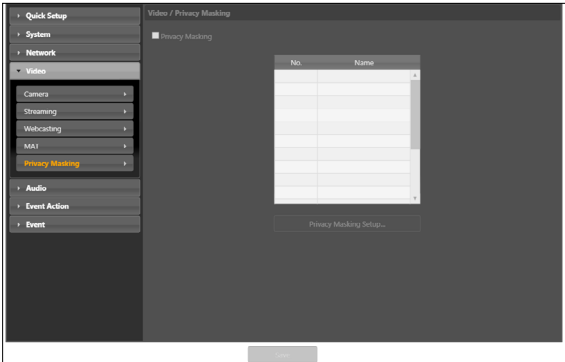 Quick Setup
System
Network
Video
Camera
Streaming
Webcasting
MAT
Privacy Masking
Audio
Event Action
Event
Video / Privacy Masking
Privacy Masking
No. Name
Privacy Masking Setup...
Save